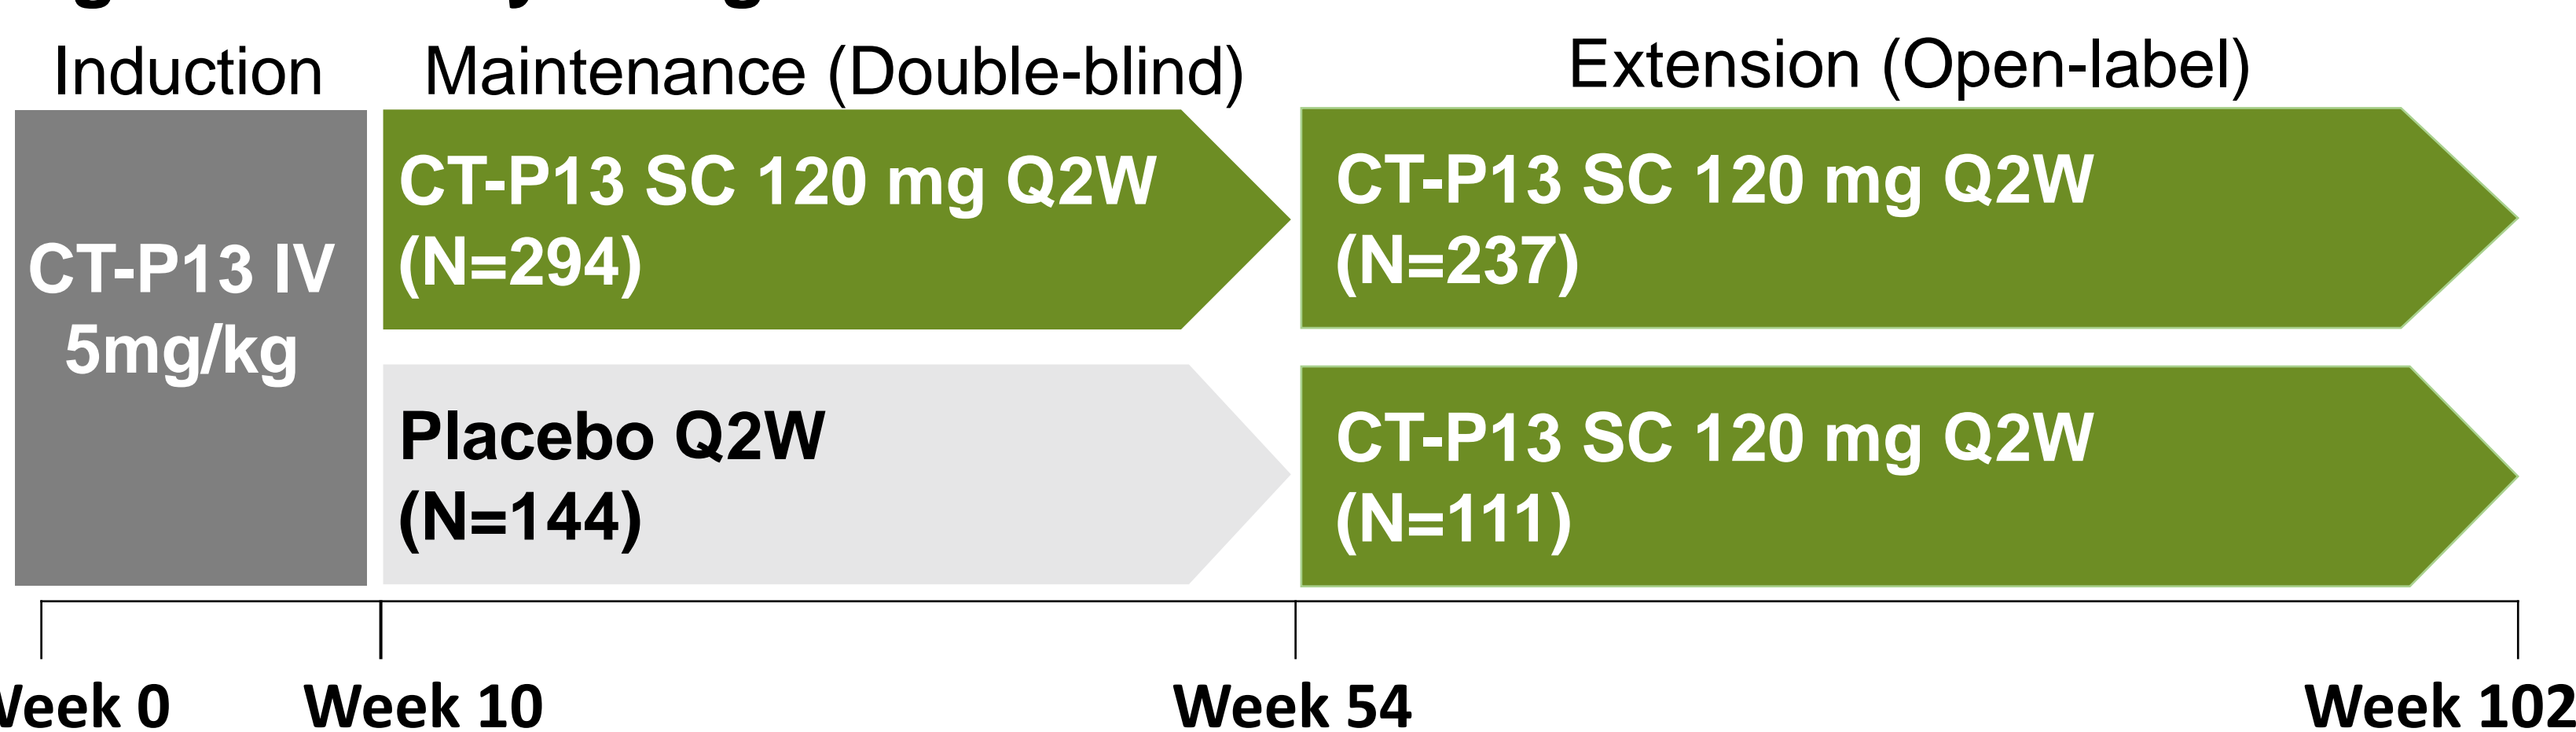 Induction
Maintenance (Double-blind)
Extension (Open-label)
CT-P13 IV
5mg/kg
CT-P13 SC 120 mg Q2W
(N=294)
CT-P13 SC 120 mg Q2W
(N=237)
Placebo Q2W
(N=144)
CT-P13 SC 120 mg Q2W
(N=111)
Week 0
Week 10
Week 54
Week 102